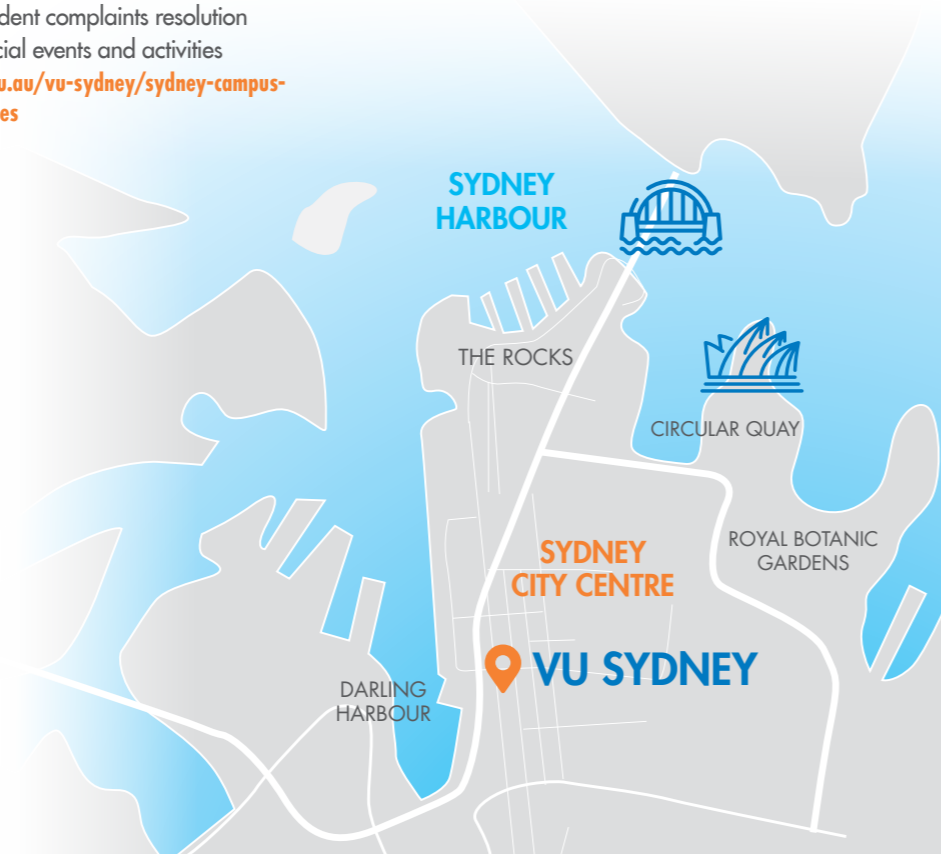 dent complaints resolution
cial events and activities
u.au/vu-sydney/sydney-campus-
es
SYDNEY
HARBOUR
THE ROCKS
CIRCULAR QUAY
ROYAL BOTANIC
GARDENS
SYDNEY
CITY CENTRE
VU SYDNEY
DARLING
HARBOUR